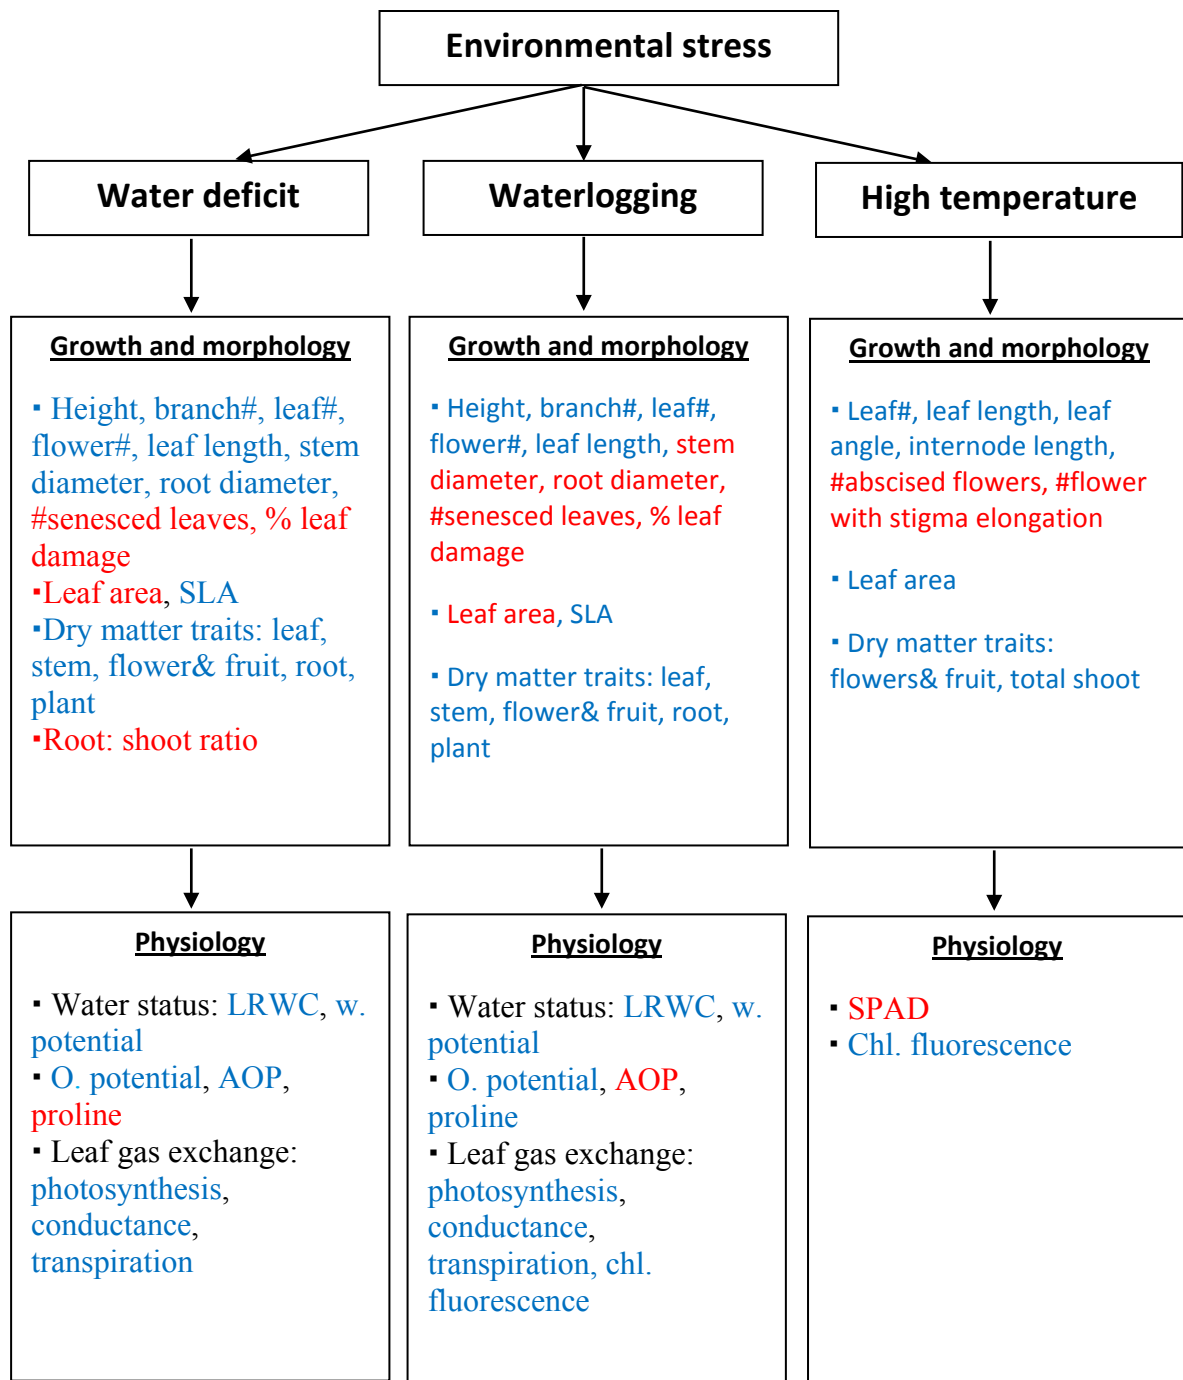 Environmental stress
Water deficit
Waterlogging
High temperature
Growth and morphology
▪ Height, branch#, leaf#,
flower#, leaf length, stem
diameter, root diameter,
#senesced leaves, % leaf
damage
▪Leaf area, SLA
▪Dry matter traits: leaf,
stem, flower& fruit, root,
plant
▪Root: shoot ratio
Growth and morphology
▪ Height, branch#, leaf#,
flower#, leaf length, stem
diameter, root diameter,
#senesced leaves, % leaf
damage
▪ Leaf area, SLA
▪ Dry matter traits: leaf,
stem, flower& fruit, root,
plant
Growth and morphology
▪ Leaf#, leaf length, leaf
angle, internode length,
#abscised flowers, #flower
with stigma elongation
▪ Leaf area
▪ Dry matter traits:
flowers& fruit, total shoot
Physiology
▪ Water status: LRWC, w.
potential
▪ O. potential, AOP,
proline
▪ Leaf gas exchange:
photosynthesis,
conductance,
transpiration
Physiology
▪ Water status: LRWC, w.
potential
▪ O. potential, AOP,
proline
▪ Leaf gas exchange:
photosynthesis,
conductance,
transpiration, chl.
fluorescence
Physiology
▪ SPAD
▪ Chl. fluorescence